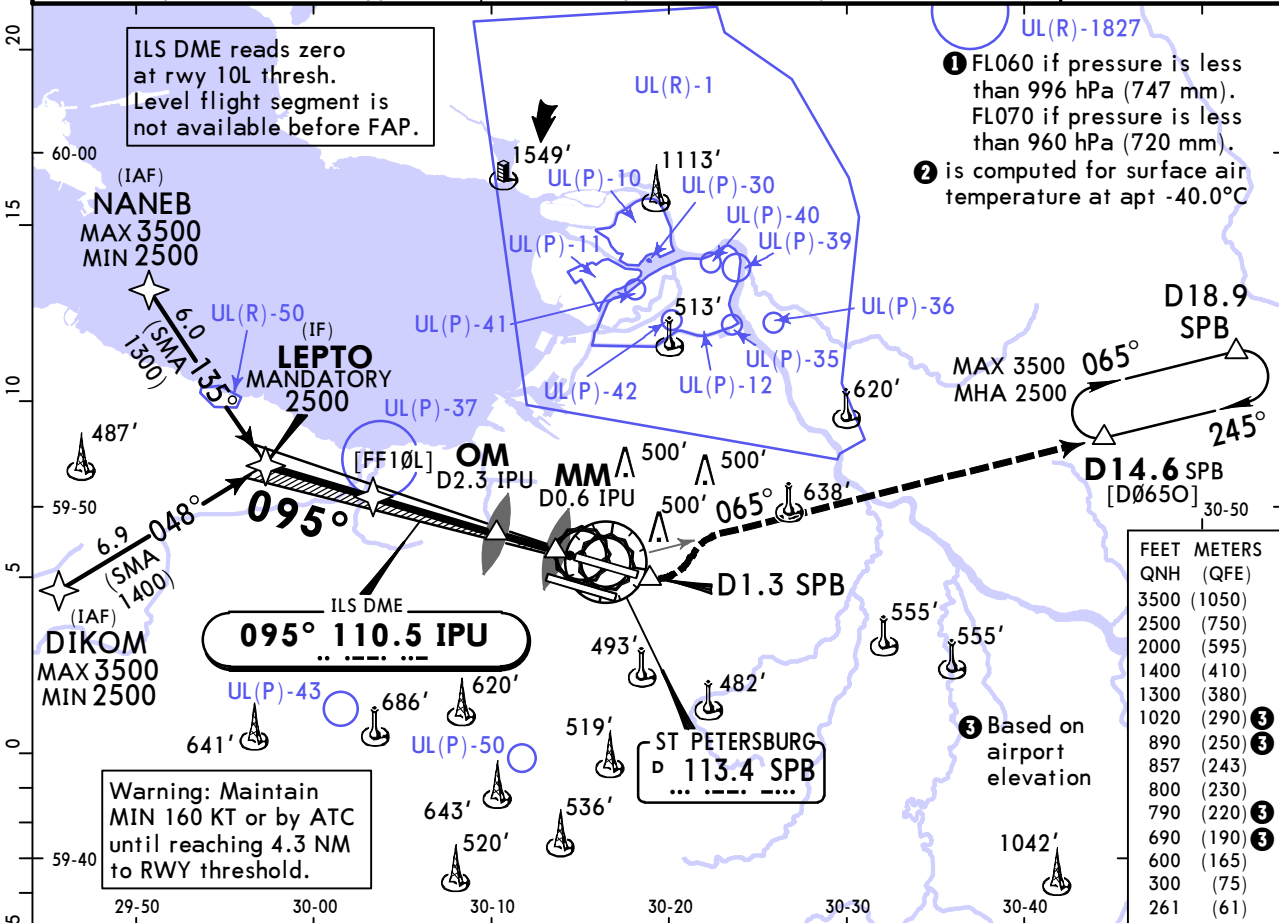 20
15
10
5
0
5
ILS DME reads zero
at rwy 10L thresh.
Level flight segment is
not available before FAP.
UL(R)-1827
❶ FL060 if pressure is less
than 996 hPa (747 mm).
FL070 if pressure is less
than 960 hPa (720 mm).
❷ is computed for surface air
temperature at apt -40.0°C
UL(R)-1
60-00
1549'
1113'
UL(P)-10
UL(P)-30
UL(P)-40
UL(P)-39
UL(P)-11
(IAF)
NANEB
MAX 3500
MIN 2500
6.0
135°
(SMA
1300)
UL(R)-50
UL(P)-41
513'
UL(P)-36
UL(P)-35
UL(P)-42
UL(P)-12
(IF)
LEPTO
MANDATORY
2500
UL(P)-37
620'
D18.9
SPB
MAX 3500
MHA 2500
065°
245°
D14.6 SPB
[DØ65O]
487'
[FF1ØL]
OM
D2.3 IPU
MM
D0.6 IPU
500'
500'
500'
065°
638'
59-50
30-50
095°
6.9
048°
(SMA
1400)
D1.3 SPB
(IAF)
DIKOM
MAX 3500
MIN 2500
ILS DME
095° 110.5 IPU
UL(P)-43
641'
686'
620'
UL(P)-50
493'
482'
555'
555'
519'
643'
536'
520'
1042'
ST PETERSBURG
D 113.4 SPB
❸ Based on
airport
elevation
Warning: Maintain
MIN 160 KT or by ATC
until reaching 4.3 NM
to RWY threshold.
59-40
FEET METERS
QNH (QFE)
3500 (1050)
2500 (750)
2000 (595)
1400 (410)
1300 (380)
1020 (290) ❸
890 (250) ❸
857 (243)
800 (230)
790 (220) ❸
690 (190) ❸
600 (165)
300 (75)
261 (61)
29-50
30-00
30-10
30-20
30-30
30-40